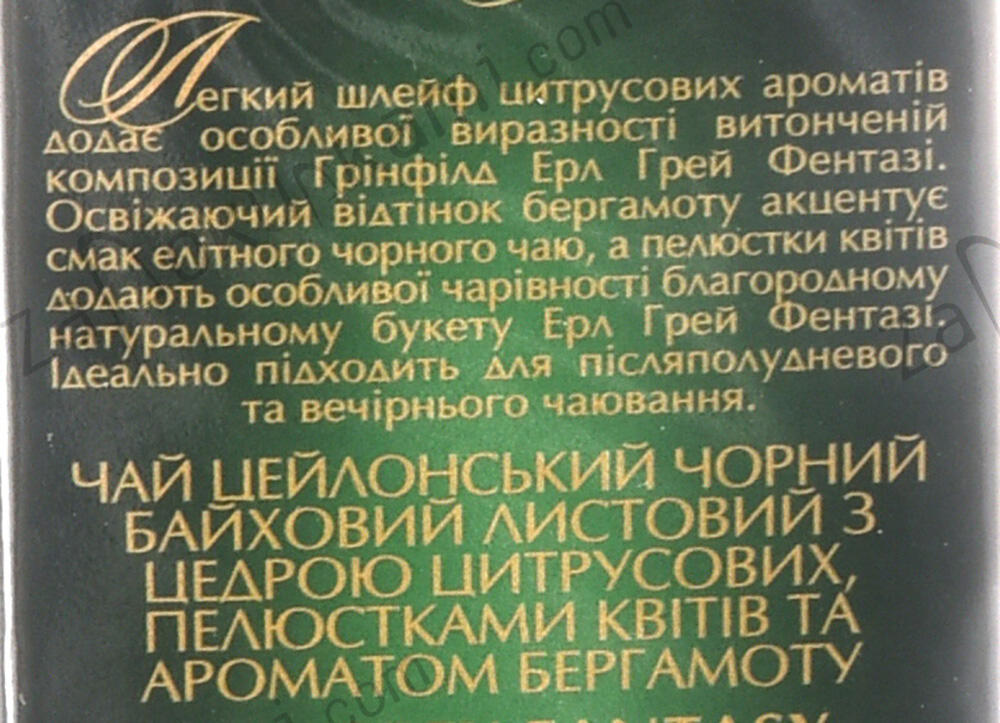 Легкий шлейф цитрусових ароматів
додає особливої виразності витонченій
композиції Грінфілд Ерл Грей Фентазі.
Освіжаючий відтінок бергамоту акцентує
смак елітного чорного чаю, а пелюстки квітів
додають особливої чарівності благородному
натуральному букету Ерл Грей Фентазі.
Ідеально підходить для післяполудневого
та вечірнього чаювання.
ЧАЙ ЦЕЙЛОНСЬКИЙ ЧОРНИЙ
БАЙХОВИЙ ЛИСТОВИЙ З
ЦЕДРОЮ ЦИТРУСОВИХ,
ПЕЛЮСТКАМИ КВІТІВ ТА
АРОМАТОМ БЕРГАМОТУ
FANTASY